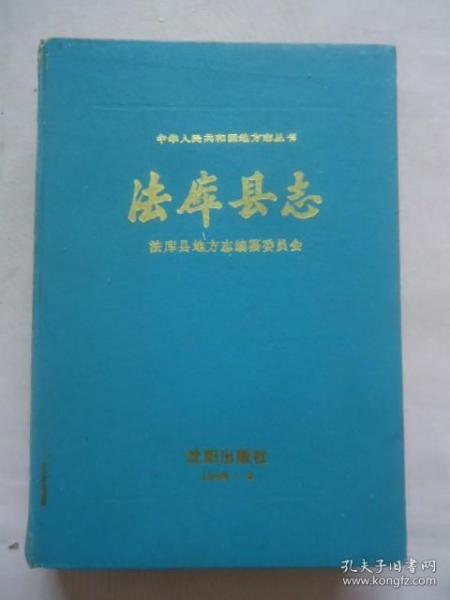 中华人民共和国地方志丛书
法库县志
法库县地方志编纂委员会
沈阳出版社
孔夫子旧书网
www.kongfz.com